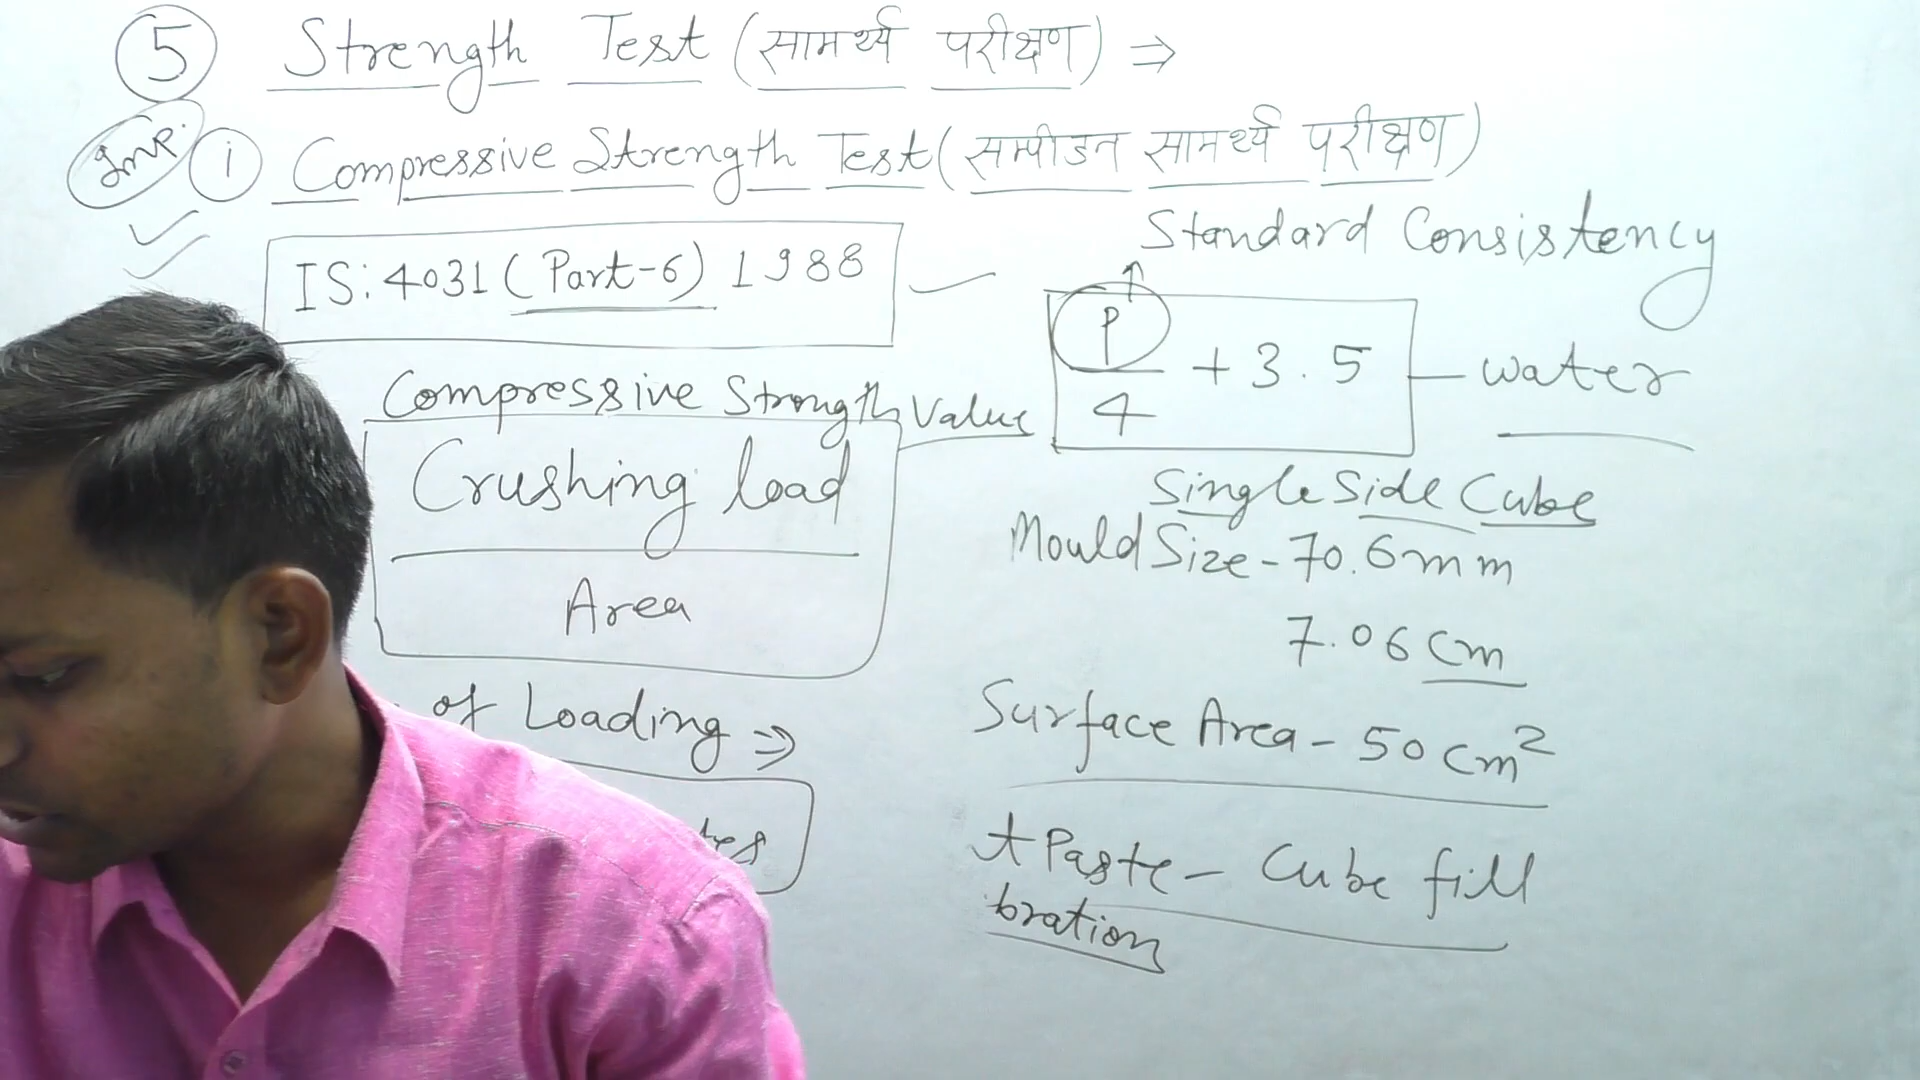 5 Strength Test (सामर्थ्य परीक्षण) ⇒
Imp. i Compressive Strength Test (सम्पीडन सामर्थ्य परीक्षण)
IS: 4031 (Part-6) 1988
Compressive Strength Value
Crushing load
Area
of Loading ⇒
Standard Consistency
P
4
+ 3.5 — water
Single Side Cube
Mould Size - 70.6 mm
7.06 cm
Surface Area - 50 cm²
Paste - Cube fill
bration